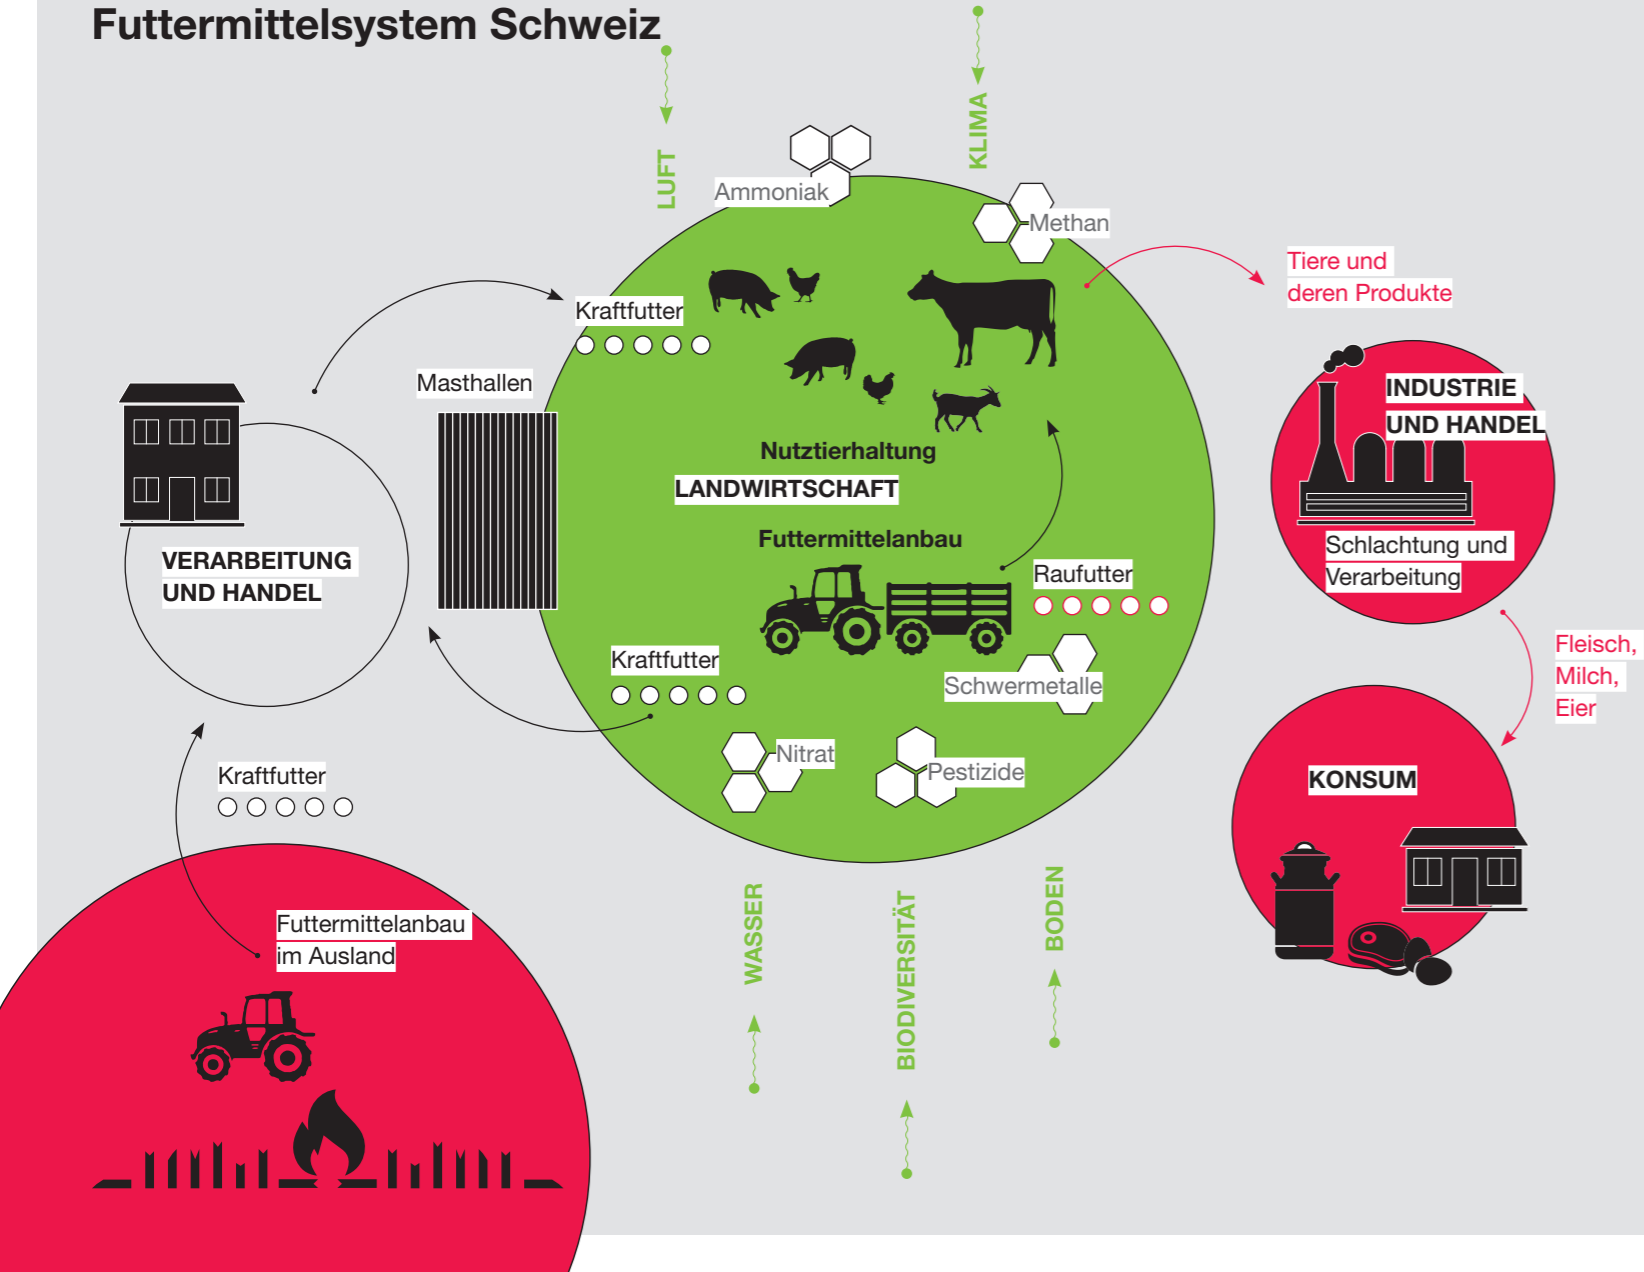 Futtermittelsystem Schweiz
LUFT
KLIMA
Ammoniak
Methan
Tiere und
deren Produkte
Kraftfutter
Masthallen
INDUSTRIE
UND HANDEL
Nutztierhaltung
LANDWIRTSCHAFT
Futtermittelanbau
VERARBEITUNG
UND HANDEL
Schlachtung und
Verarbeitung
Raufutter
Kraftfutter
Schwermetalle
Fleisch,
Milch,
Eier
Nitrat
Pestizide
Kraftfutter
KONSUM
Futtermittelanbau
im Ausland
WASSER
BIODIVERSITÄT
BODEN